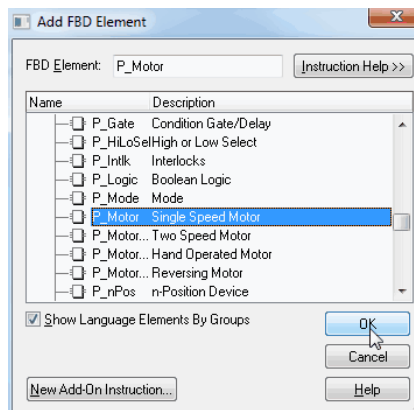 Add FBD Element
FBD Element: P_Motor Instruction Help >>
Name Description
P_Gate Condition Gate/Delay
P_HiLoSelHigh or Low Select
P_Intlk Interlocks
P_Logic Boolean Logic
P_Mode Mode
P_Motor Single Speed Motor
P_Motor... Two Speed Motor
P_Motor... Hand Operated Motor
P_Motor... Reversing Motor
P_nPos n-Position Device
Show Language Elements By Groups OK
Cancel
New Add-On Instruction... Help